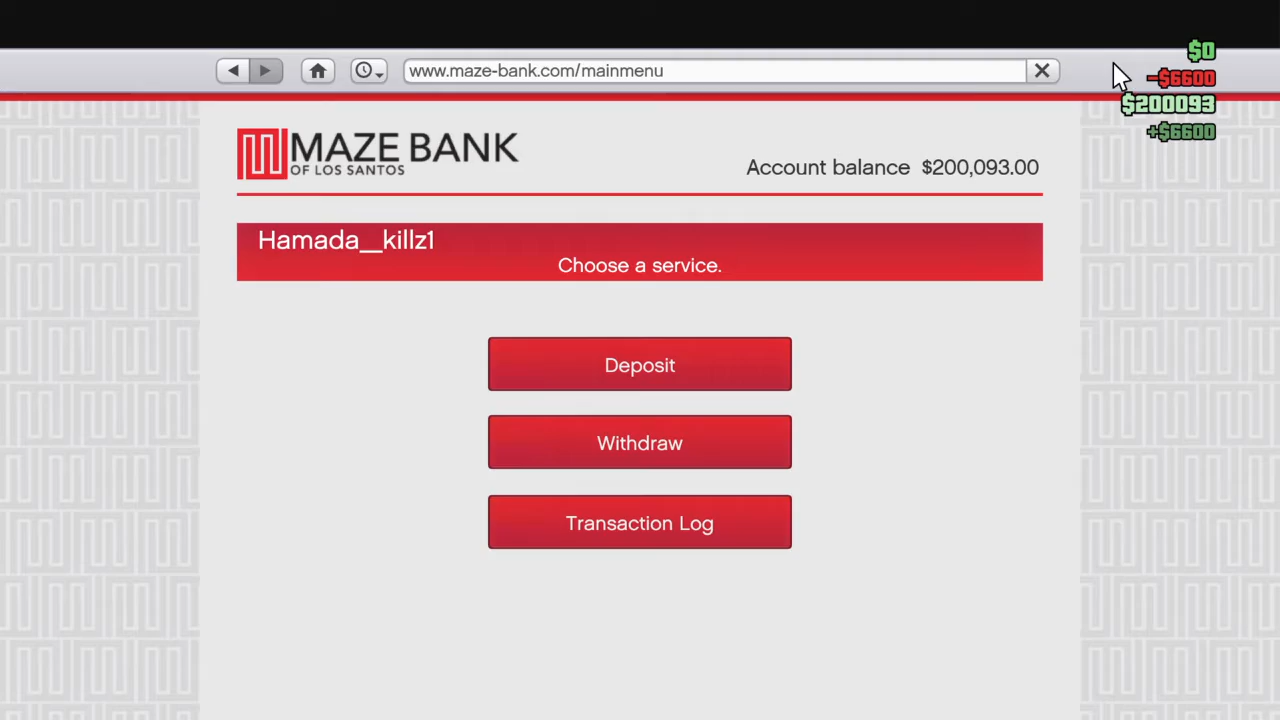 www.maze-bank.com/mainmenu
$0
-$6600
$200093
+$6600
MAZE BANK
OF LOS SANTOS
Account balance $200,093.00
Hamada__killz1
Choose a service.
Deposit
Withdraw
Transaction Log